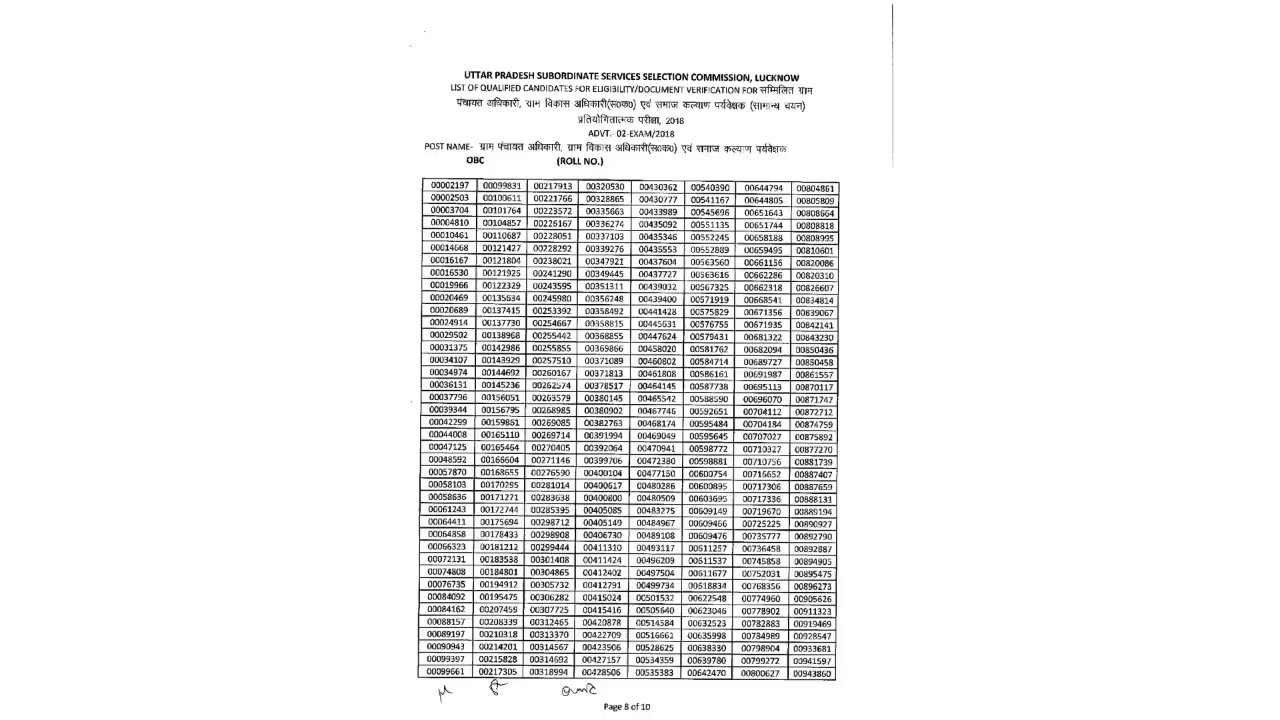 UTTAR PRADESH SUBORDINATE SERVICES SELECTION COMMISSION, LUCKNOW
LIST OF QUALIFIED CANDIDATES FOR ELIGIBILITY/DOCUMENT VERIFICATION FOR सम्मिलित ग्राम
पंचायत अधिकारी, ग्राम विकास अधिकारी(स०क०) एवं समाज कल्याण पर्यवेक्षक (सामान्य चयन)
प्रतियोगितात्मक परीक्षा, 2018
ADVT.- 02-EXAM/2018
POST NAME- ग्राम पंचायत अधिकारी, ग्राम विकास अधिकारी(स०क०) एवं समाज कल्याण पर्यवेक्षक
OBC (ROLL NO.)
00002197 00099831 00217913 00320530 00430362 00540390 00644794 00804861
00002503 00100611 00221766 00328865 00430777 00541167 00644805 00805809
00003704 00101764 00223572 00335663 00433989 00545696 00651643 00808664
00004810 00104857 00226167 00336274 00435092 00551135 00651744 00808818
00010461 00110687 00228051 00337103 00435346 00552245 00658188 00808995
00014668 00121427 00228292 00339276 00435553 00552889 00659495 00810601
00016167 00121804 00238021 00347921 00437604 00563560 00661156 00820086
00016530 00121925 00241290 00349445 00437727 00563616 00662286 00820310
00019966 00122329 00243595 00351311 00439032 00567325 00662318 00826607
00020469 00135634 00245980 00356248 00439400 00571919 00668541 00834814
00020689 00137415 00253392 00358492 00441428 00575829 00671356 00839067
00024914 00137730 00254667 00358815 00445631 00576755 00671935 00842141
00029502 00138968 00255442 00368855 00447624 00579431 00681322 00843230
00031375 00142986 00255855 00369866 00458020 00581762 00682094 00850436
00034107 00143929 00257510 00371089 00460802 00584714 00689727 00850458
00034974 00144692 00260167 00371813 00461808 00586161 00691987 00861557
00036131 00145236 00262574 00378517 00464145 00587738 00695113 00870117
00037796 00156051 00263579 00380145 00465542 00588590 00696070 00871747
00039344 00156795 00268985 00380902 00467746 00592651 00704112 00872712
00042299 00159861 00269085 00382763 00468174 00595484 00704184 00874759
00044008 00165110 00269714 00391994 00469049 00595645 00707027 00875892
00047125 00165464 00270405 00392064 00470941 00598772 00710327 00877270
00048592 00166604 00271146 00399706 00472380 00598881 00710756 00881739
00057870 00168655 00276590 00400104 00477150 00600754 00716652 00887407
00058103 00170295 00281014 00400617 00480286 00600895 00717306 00887659
00058636 00171271 00283638 00400800 00480509 00603695 00717336 00888131
00061243 00172744 00285395 00405085 00483275 00609149 00719670 00889194
00064411 00175694 00298712 00405149 00484967 00609466 00725225 00890927
00064858 00178433 00298908 00406730 00489108 00609476 00735777 00892790
00066323 00181212 00299444 00411310 00493117 00611257 00736458 00892887
00072131 00183538 00301408 00411424 00496209 00611537 00745858 00894905
00074808 00184801 00304865 00412402 00497504 00611677 00752031 00895475
00076735 00194912 00305732 00412791 00499734 00618834 00768356 00896273
00084092 00195475 00306282 00415024 00501532 00622548 00774960 00905626
00084162 00207459 00307725 00415416 00505640 00623046 00778902 00911323
00088157 00208339 00312465 00420878 00514584 00632523 00782883 00919469
00089197 00210318 00313370 00422709 00516661 00635998 00784989 00928547
00090943 00214201 00314567 00423506 00528625 00638330 00798904 00933681
00099397 00215828 00314692 00427157 00534359 00639780 00799272 00941597
00099661 00217305 00318994 00428506 00535383 00642470 00800627 00943860
Page 8 of 10